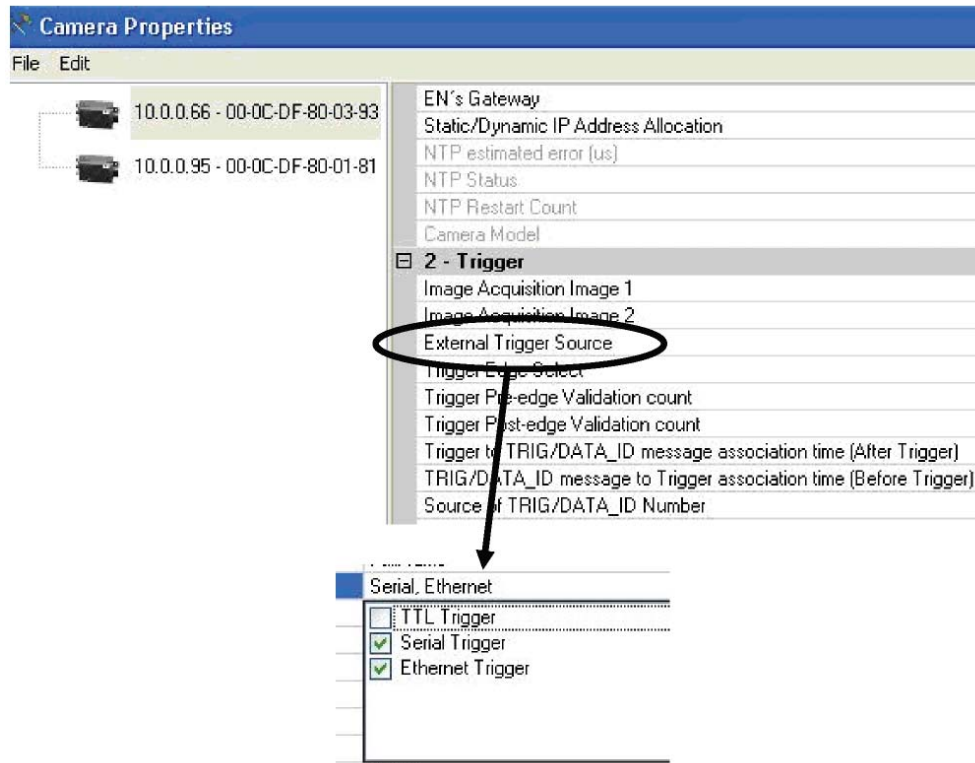 Camera Properties
File Edit
10.0.0.66 - 00-0C-DF-80-03-93
10.0.0.95 - 00-0C-DF-80-01-81
EN's Gateway
Static/Dynamic IP Address Allocation
NTP estimated error (us)
NTP Status
NTP Restart Count
Camera Model
2 - Trigger
Image Acquisition Image 1
Image Acquisition Image 2
External Trigger Source
Trigger Edge Select
Trigger Pre-edge Validation count
Trigger Post-edge Validation count
Trigger to TRIG/DATA_ID message association time (After Trigger)
TRIG/DATA_ID message to Trigger association time (Before Trigger)
Source of TRIG/DATA_ID Number
Serial, Ethernet
TTL Trigger
Serial Trigger
Ethernet Trigger